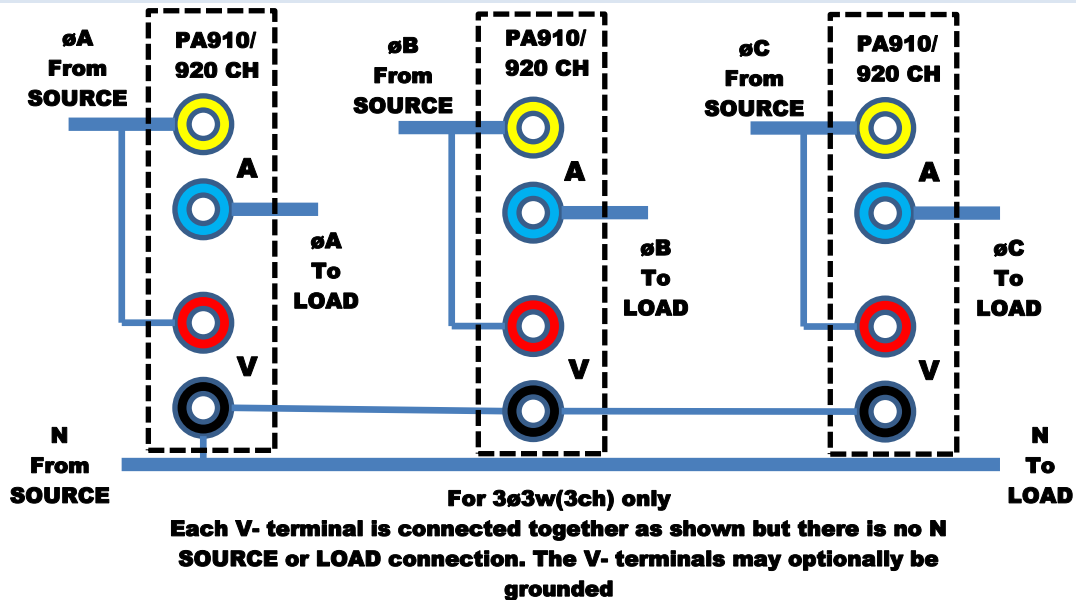 øA
From
SOURCE
PA910/
920 CH
A
øA
To
LOAD
V
øB
From
SOURCE
PA910/
920 CH
A
øB
To
LOAD
V
øC
From
SOURCE
PA910/
920 CH
A
øC
To
LOAD
V
N
From
SOURCE
N
To
LOAD
For 3ø3w(3ch) only
Each V- terminal is connected together as shown but there is no N
SOURCE or LOAD connection. The V- terminals may optionally be
grounded